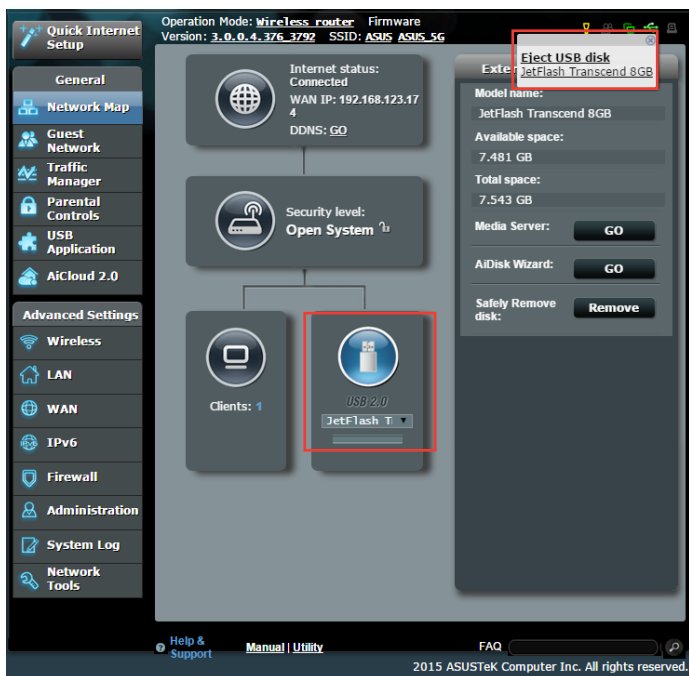 Quick Internet
Setup
Operation Mode: Wireless router Firmware
Version: 3.0.0.4.376_3792 SSID: ASUS ASUS_5G
General
Network Map
Guest
Network
Traffic
Manager
Parental
Controls
USB
Application
AiCloud 2.0
Advanced Settings
Wireless
LAN
WAN
IPv6
Firewall
Administration
System Log
Network
Tools
Internet status:
Connected
WAN IP: 192.168.123.17
4
DDNS: GO
Security level:
Open System
Clients: 1
USB 2.0
JetFlash T
Eject USB disk
JetFlash Transcend 8GB
Exter
Model name:
JetFlash Transcend 8GB
Available space:
7.481 GB
Total space:
7.543 GB
Media Server: GO
AiDisk Wizard: GO
Safely Remove
disk:
Remove
Help &
Support
Manual | Utility
FAQ
2015 ASUSTeK Computer Inc. All rights reserved.